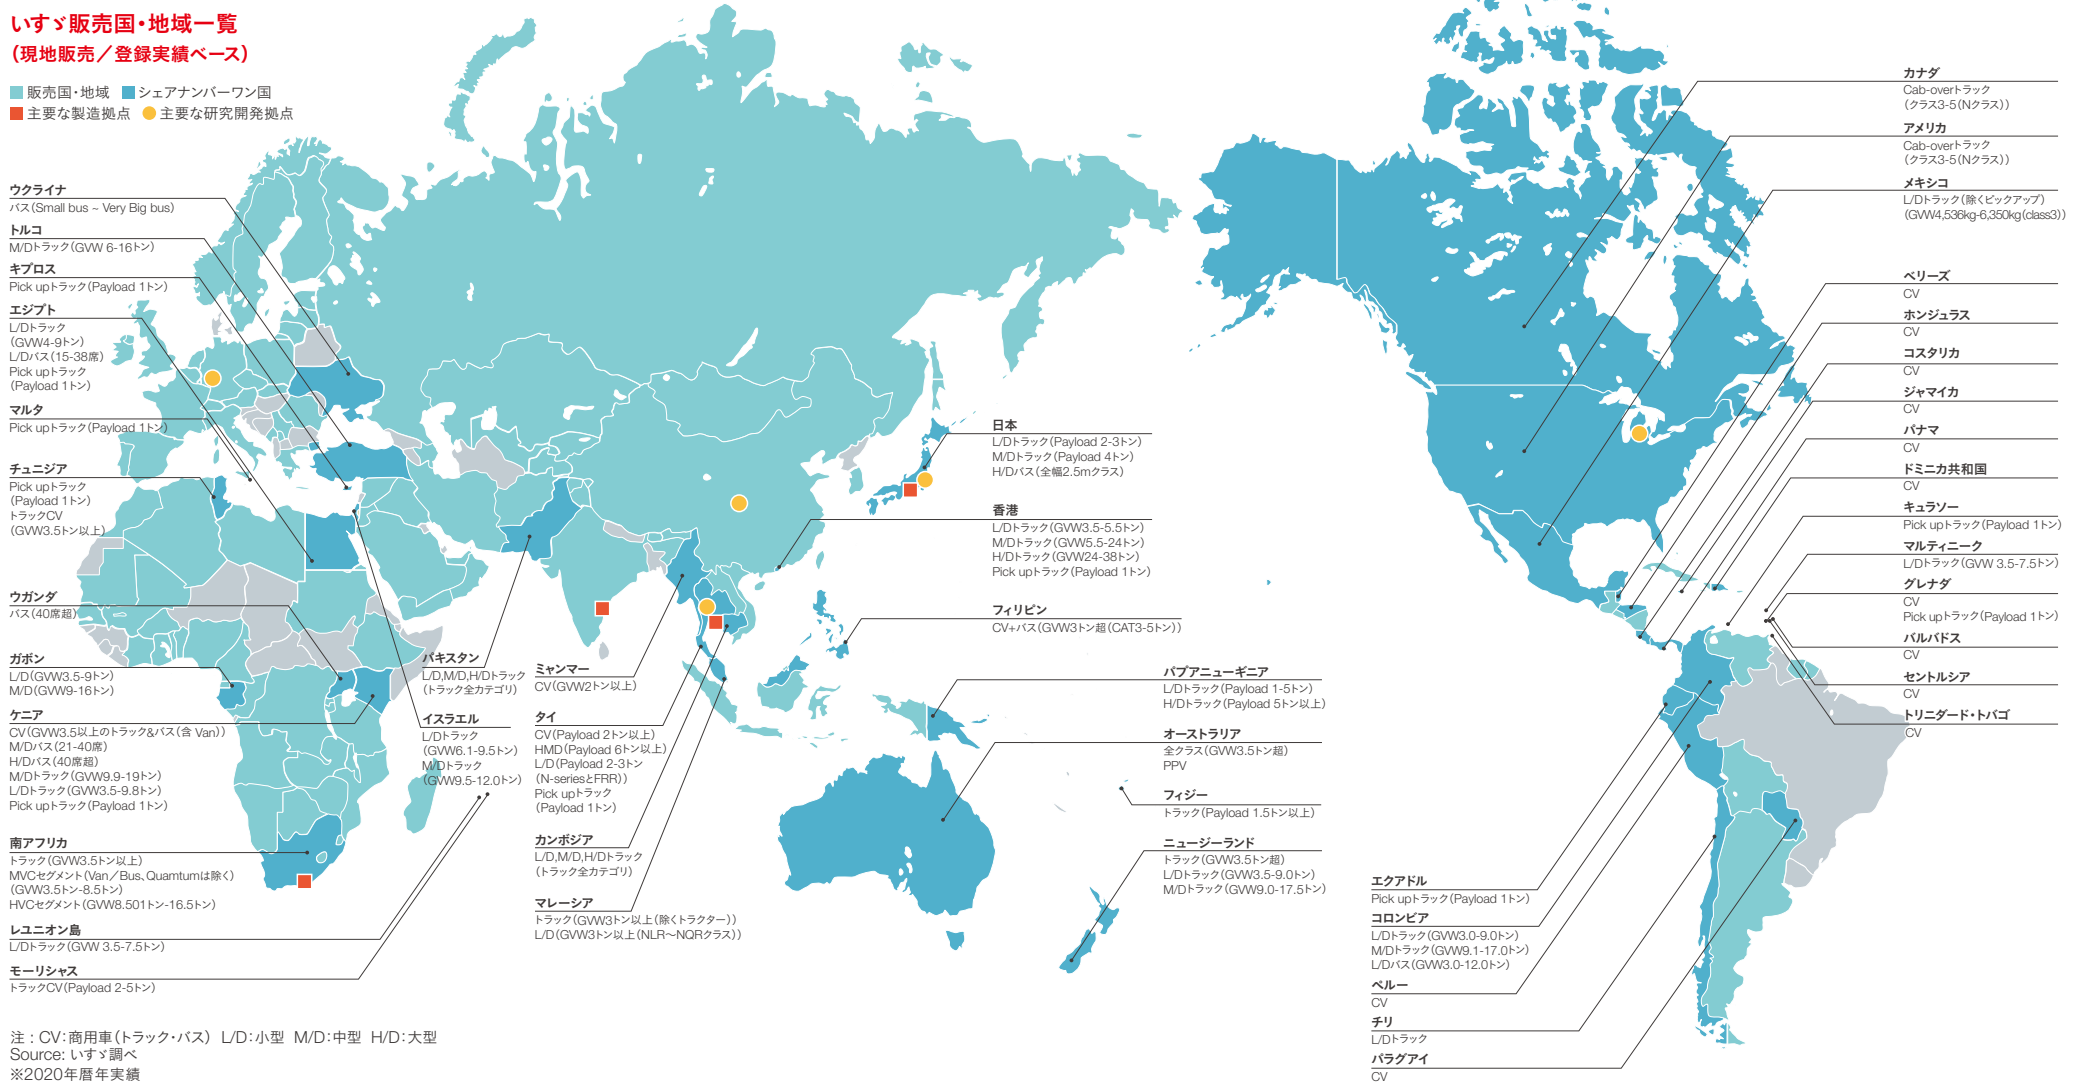 いすゞ販売国・地域一覧
（現地販売／登録実績ベース）
販売国・地域 シェアナンバーワン国
主要な製造拠点 主要な研究開発拠点
ウクライナ
バス（Small bus ~ Very Big bus）
トルコ
M/Dトラック（GVW 6-16トン）
キプロス
Pick upトラック（Payload 1トン）
エジプト
L/Dトラック
（GVW4-9トン）
L/Dバス（15-38席）
Pick upトラック
（Payload 1トン）
マルタ
Pick upトラック（Payload 1トン）
チュニジア
Pick upトラック
（Payload 1トン）
トラックCV
（GVW3.5トン以上）
ウガンダ
バス（40席超）
ガボン
L/D（GVW3.5-9トン）
M/D（GVW9-16トン）
ケニア
CV（GVW3.5以上のトラック&バス（含 Van））
M/Dバス（21-40席）
H/Dバス（40席超）
M/Dトラック（GVW9.9-19トン）
L/Dトラック（GVW3.5-9.8トン）
Pick upトラック（Payload 1トン）
南アフリカ
トラック（GVW3.5トン以上）
MVCセグメント（Van／Bus、Quamtumは除く）
（GVW3.5トン-8.5トン）
HVCセグメント（GVW8.501トン-16.5トン）
レユニオン島
L/Dトラック（GVW 3.5-7.5トン）
モーリシャス
トラックCV（Payload 2-5トン）
パキスタン
L/D,M/D,H/Dトラック
（トラック全カテゴリ）
イスラエル
L/Dトラック
（GVW6.1-9.5トン）
M/Dトラック
（GVW9.5-12.0トン）
ミャンマー
CV（GVW2トン以上）
タイ
CV（Payload 2トン以上）
HMD（Payload 6トン以上）
L/D（Payload 2-3トン
（N-seriesとFRR））
Pick upトラック
（Payload 1トン）
カンボジア
L/D,M/D,H/Dトラック
（トラック全カテゴリ）
マレーシア
トラック（GVW3トン以上（除くトラクター））
L/D（GVW3トン以上（NLR～NQRクラス））
日本
L/Dトラック（Payload 2-3トン）
M/Dトラック（Payload 4トン）
H/Dバス（全幅2.5mクラス）
香港
L/Dトラック（GVW3.5-5.5トン）
M/Dトラック（GVW5.5-24トン）
H/Dトラック（GVW24-38トン）
Pick upトラック（Payload 1トン）
フィリピン
CV+バス（GVW3トン超（CAT3-5トン））
パプアニューギニア
L/Dトラック（Payload 1-5トン）
H/Dトラック（Payload 5トン以上）
オーストラリア
全クラス（GVW3.5トン超）
PPV
フィジー
トラック（Payload 1.5トン以上）
ニュージーランド
トラック（GVW3.5トン超）
L/Dトラック（GVW3.5-9.0トン）
M/Dトラック（GVW9.0-17.5トン）
カナダ
Cab-overトラック
（クラス3-5（Nクラス））
アメリカ
Cab-overトラック
（クラス3-5（Nクラス））
メキシコ
L/Dトラック（除くピックアップ）
（GVW4,536kg-6,350kg（class3））
ベリーズ
CV
ホンジュラス
CV
コスタリカ
CV
ジャマイカ
CV
パナマ
CV
ドミニカ共和国
CV
キュラソー
Pick upトラック（Payload 1トン）
マルティニーク
L/Dトラック（GVW 3.5-7.5トン）
グレナダ
CV
Pick upトラック（Payload 1トン）
バルバドス
CV
セントルシア
CV
トリニダード・トバゴ
CV
エクアドル
Pick upトラック（Payload 1トン）
コロンビア
L/Dトラック（GVW3.0-9.0トン）
M/Dトラック（GVW9.1-17.0トン）
L/Dバス（GVW3.0-12.0トン）
ペルー
CV
チリ
L/Dトラック
パラグアイ
CV
注：CV：商用車（トラック・バス） L/D：小型 M/D：中型 H/D：大型
Source: いすゞ調べ
※2020年暦年実績